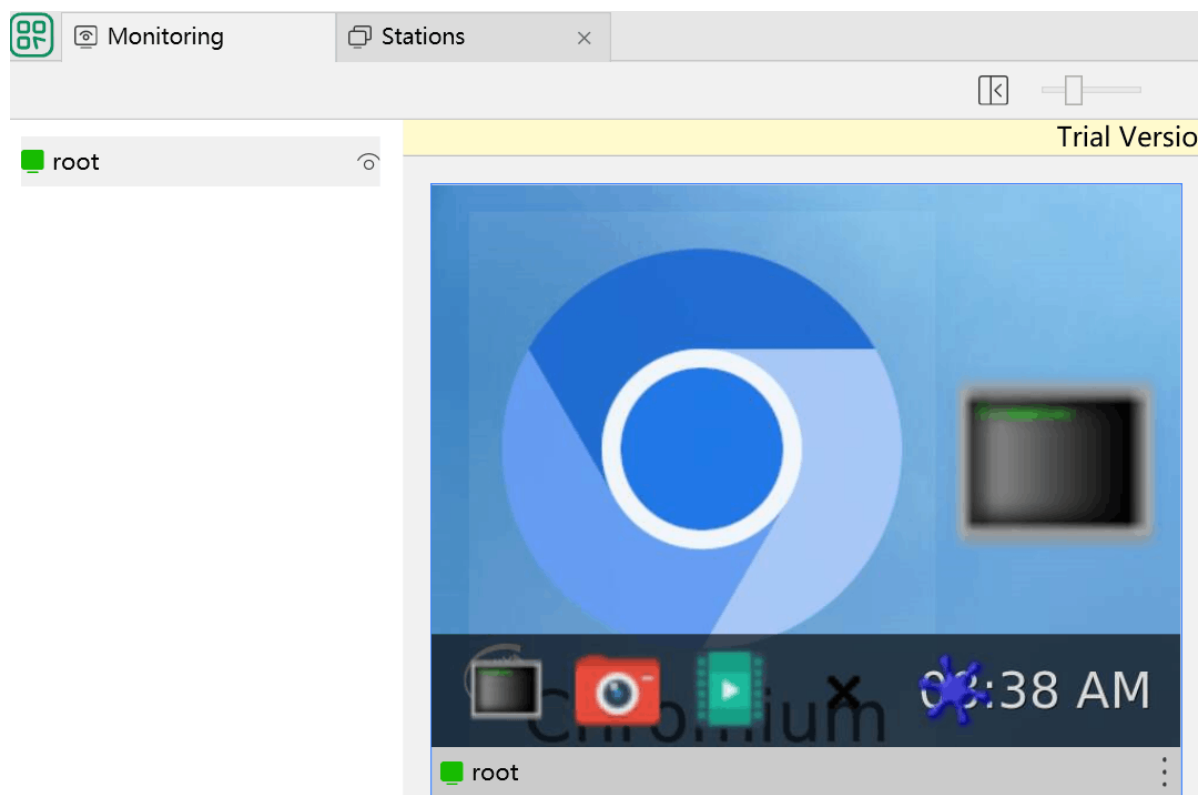 Monitoring
Stations
Trial Versio
root
Chromium
:38 AM
root